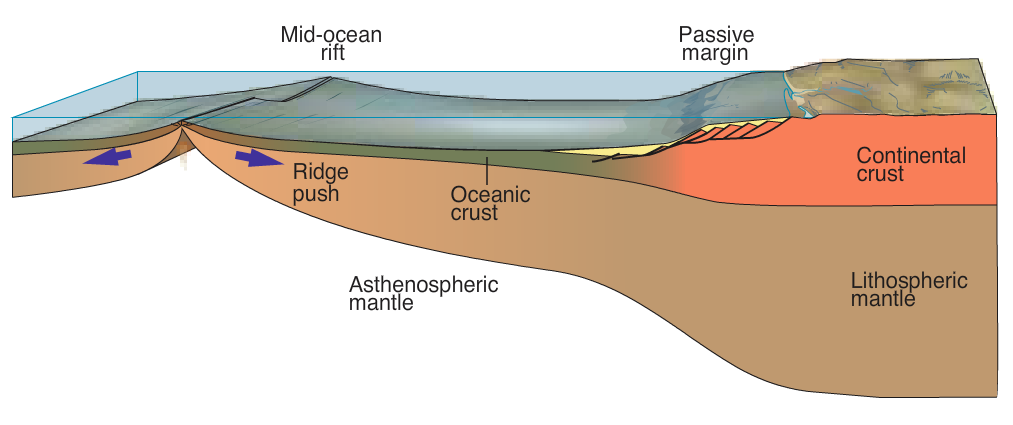 Mid-ocean
rift
Passive
margin
Continental
crust
Ridge
push
Oceanic
crust
Asthenospheric
mantle
Lithospheric
mantle